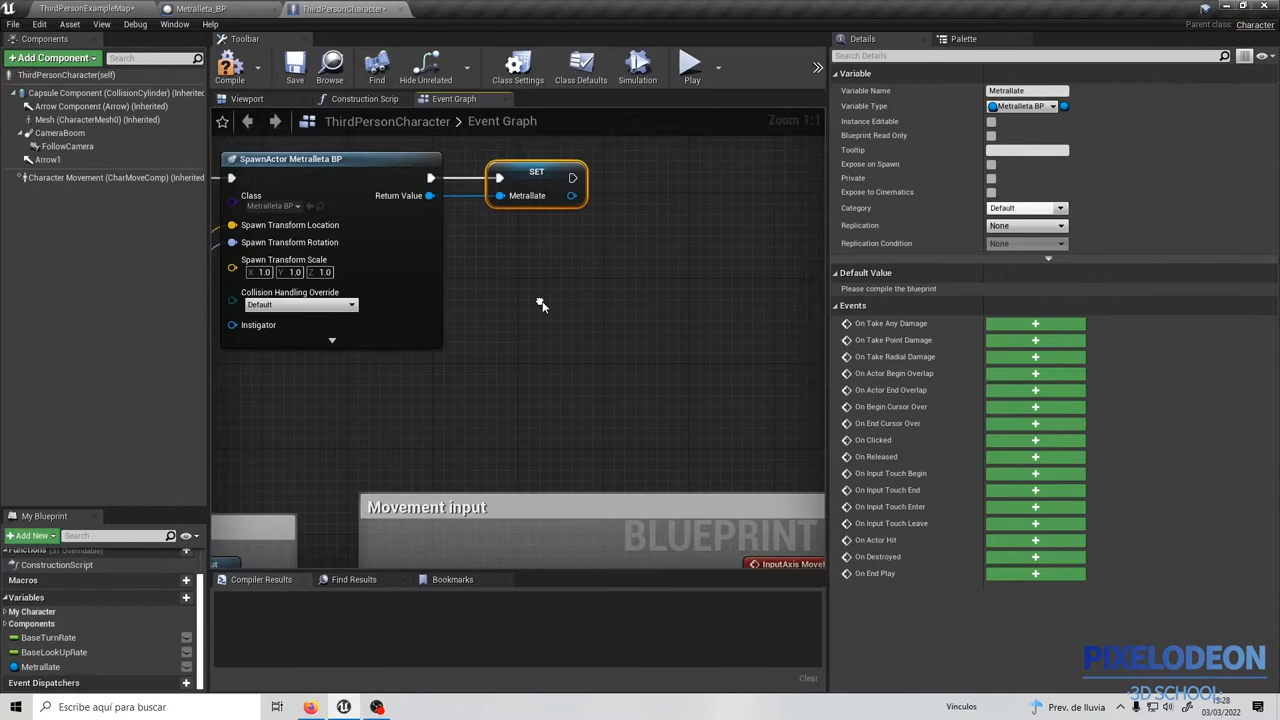 ThirdPersonExampleMap*
Metralleta_BP
ThirdPersonCharacter*
File Edit Asset View Debug Window Help
Parent class: Character
Components
Toolbar
Details
Palette
Add Component
Search
Search Details
ThirdPersonCharacter(self)
Capsule Component (CollisionCylinder) (Inherited)
Arrow Component (Arrow) (Inherited)
Mesh (CharacterMesh0) (Inherited)
CameraBoom
FollowCamera
Arrow1
Character Movement (CharMoveComp) (Inherited)
Compile Save Browse Find Hide Unrelated Class Settings Class Defaults Simulation Play
Viewport
Construction Scrip
Event Graph
ThirdPersonCharacter > Event Graph
Zoom 1:1
SpawnActor Metralleta BP
Class
Metralleta BP
Return Value
Spawn Transform Location
Spawn Transform Rotation
Spawn Transform Scale
X 1.0 Y 1.0 Z 1.0
Collision Handling Override
Default
Instigator
SET
Metrallate
Movement input
BLUEPRINT
InputAxis MoveF
Variable
Variable Name Metrallate
Variable Type Metralleta BP
Instance Editable
Blueprint Read Only
Tooltip
Expose on Spawn
Private
Expose to Cinematics
Category Default
Replication None
Replication Condition None
Default Value
Please compile the blueprint
Events
On Take Any Damage
On Take Point Damage
On Take Radial Damage
On Actor Begin Overlap
On Actor End Overlap
On Begin Cursor Over
On End Cursor Over
On Clicked
On Released
On Input Touch Begin
On Input Touch End
On Input Touch Enter
On Input Touch Leave
On Actor Hit
On Destroyed
On End Play
My Blueprint
Add New
Search
Functions (31 Overridable)
ConstructionScript
Macros
Variables
My Character
Components
BaseTurnRate
BaseLookUpRate
Metrallate
Event Dispatchers
Compiler Results
Find Results
Bookmarks
Clear
PIXELODEON
3D SCHOOL
Escribe aquí para buscar
Vínculos
Prev. de lluvia
15:28
03/03/2022